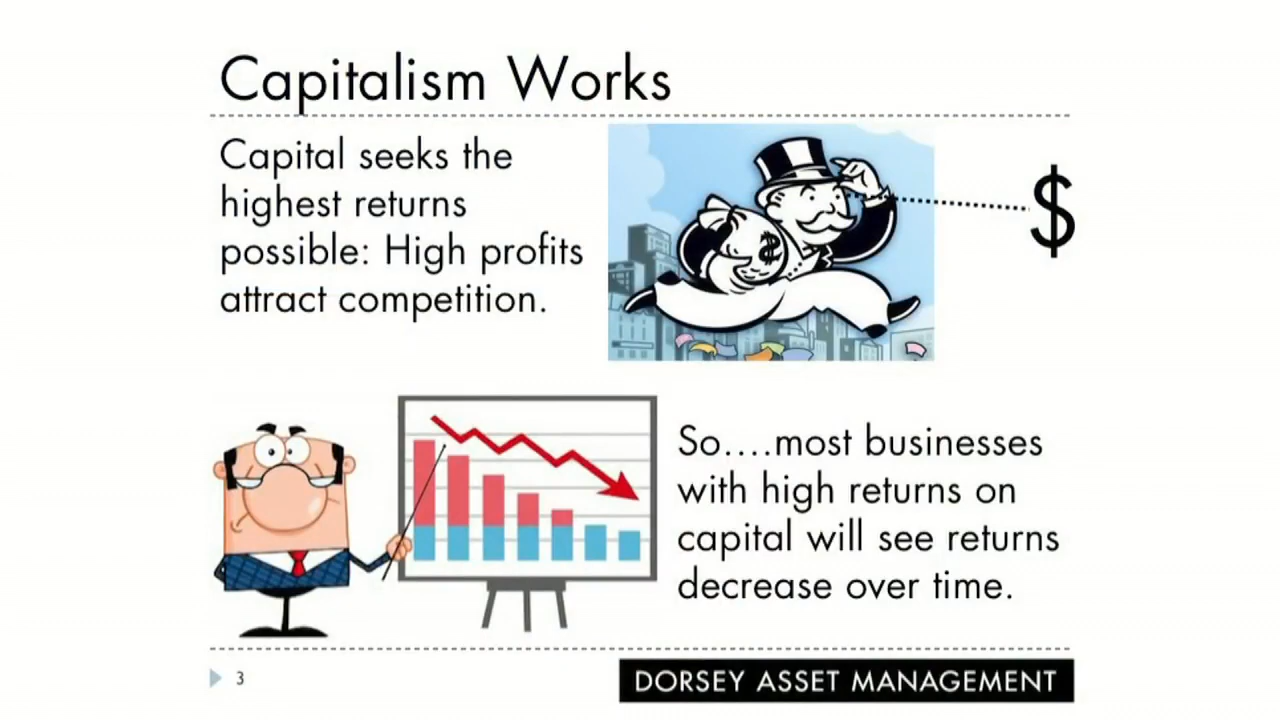 Capitalism Works
Capital seeks the
highest returns
possible: High profits
attract competition.
$
$
So....most businesses
with high returns on
capital will see returns
decrease over time.
3
DORSEY ASSET MANAGEMENT